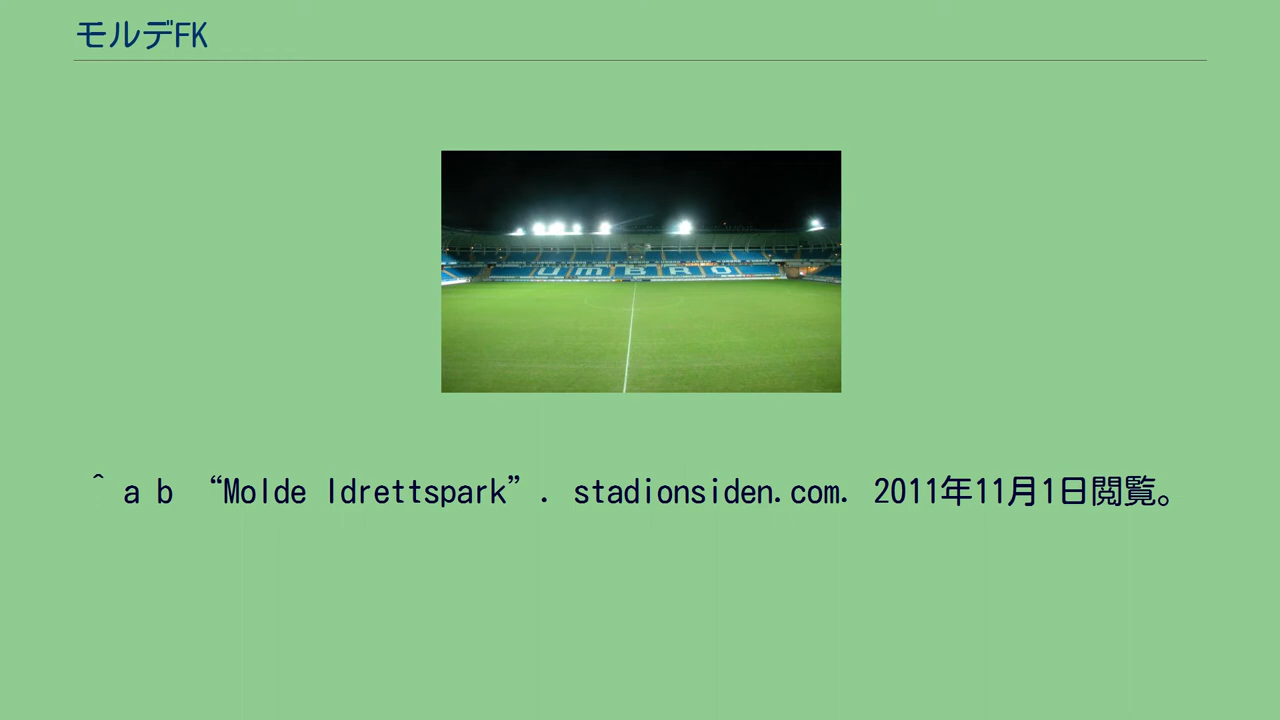 モルデFK
UMBRO
^ a b “Molde Idrettspark”. stadionsiden.com. 2011年11月1日閲覧。